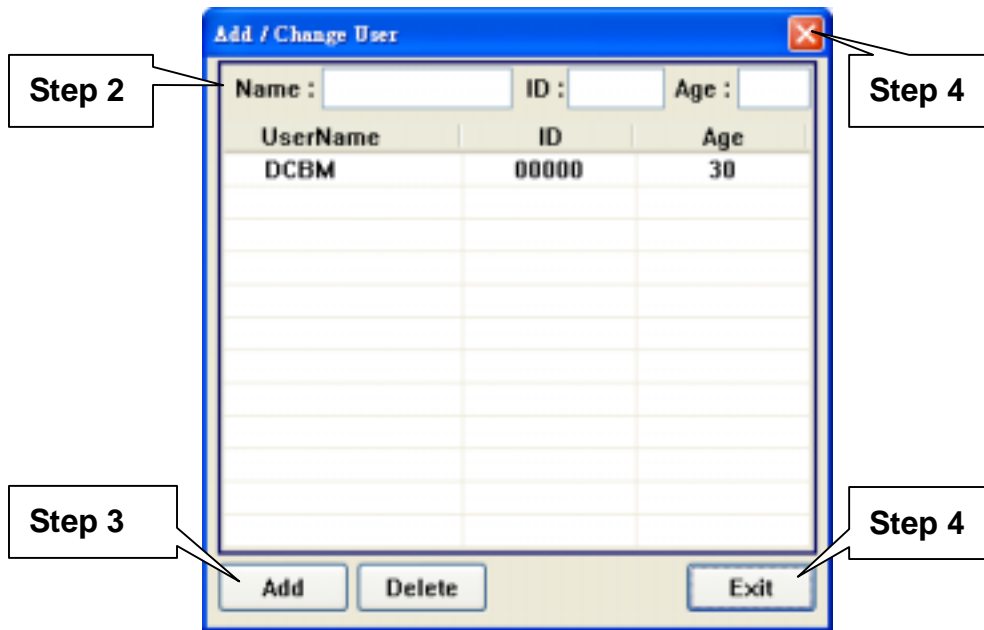 Add / Change User
Step 2
Name :
ID :
Age :
Step 4
UserName ID Age
DCBM 00000 30
Step 3
Step 4
Add
Delete
Exit